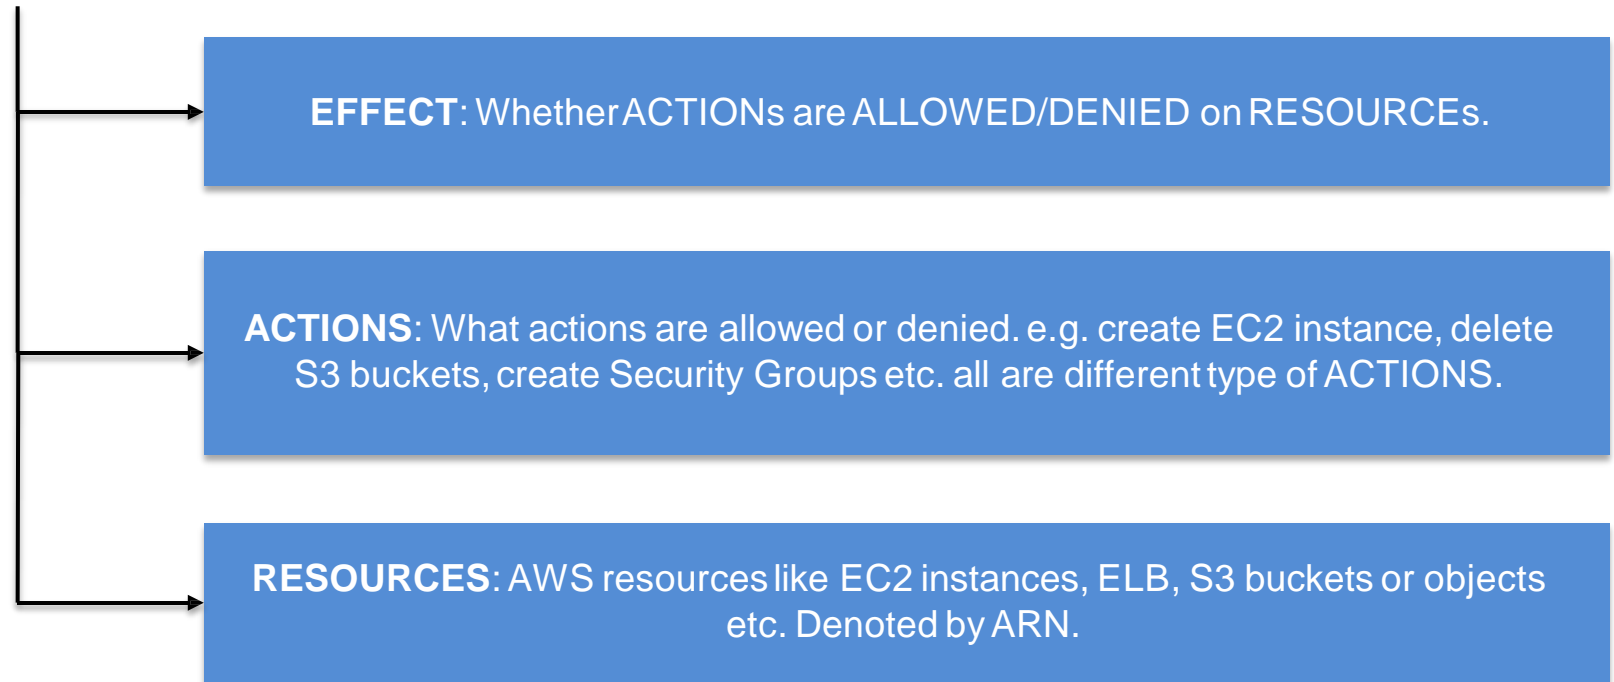 EFFECT: Whether ACTIONs are ALLOWED/DENIED on RESOURCEs.
ACTIONS: What actions are allowed or denied. e.g. create EC2 instance, delete
S3 buckets, create Security Groups etc. all are different type of ACTIONS.
RESOURCES: AWS resources like EC2 instances, ELB, S3 buckets or objects
etc. Denoted by ARN.